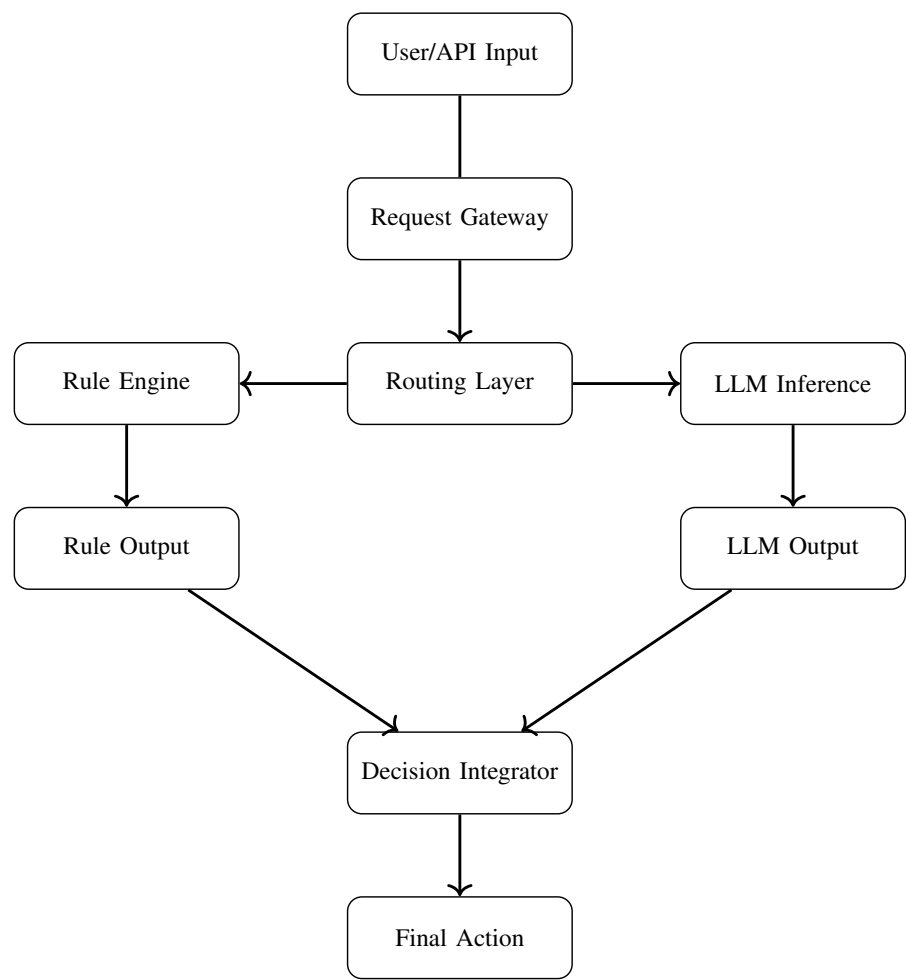 User/API Input
Request Gateway
Rule Engine
Routing Layer
LLM Inference
Rule Output
LLM Output
Decision Integrator
Final Action